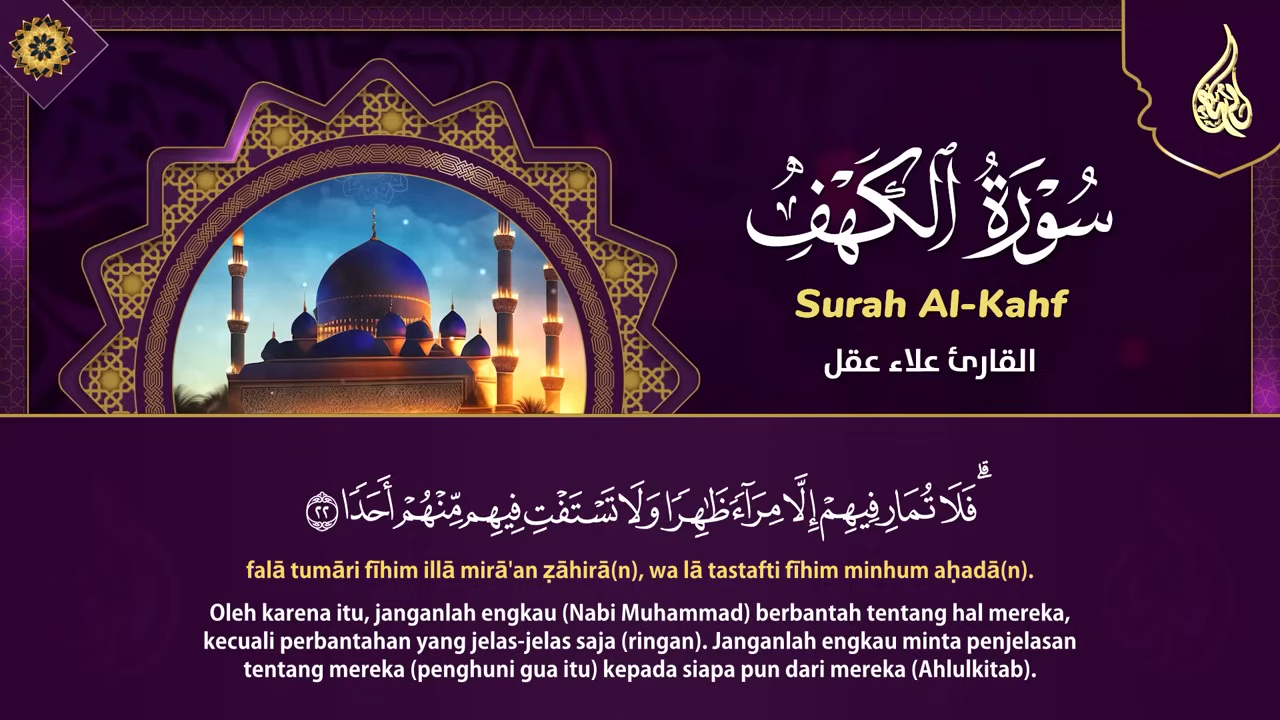 سُورَةُ ٱلْكَهْفِ
Surah Al-Kahf
القارئ علاء عقل
ۗ فَلَا تُمَارِ فِيهِمْ إِلَّا مِرَآءً ظَٰهِرًا وَلَا تَسْتَفْتِ فِيهِم مِّنْهُمْ أَحَدًا ٢٢
falā tumāri fīhim illā mirā'an ẓāhirā(n), wa lā tastafti fīhim minhum aḥadā(n).
Oleh karena itu, janganlah engkau (Nabi Muhammad) berbantah tentang hal mereka,
kecuali perbantahan yang jelas-jelas saja (ringan). Janganlah engkau minta penjelasan
tentang mereka (penghuni gua itu) kepada siapa pun dari mereka (Ahlulkitab).